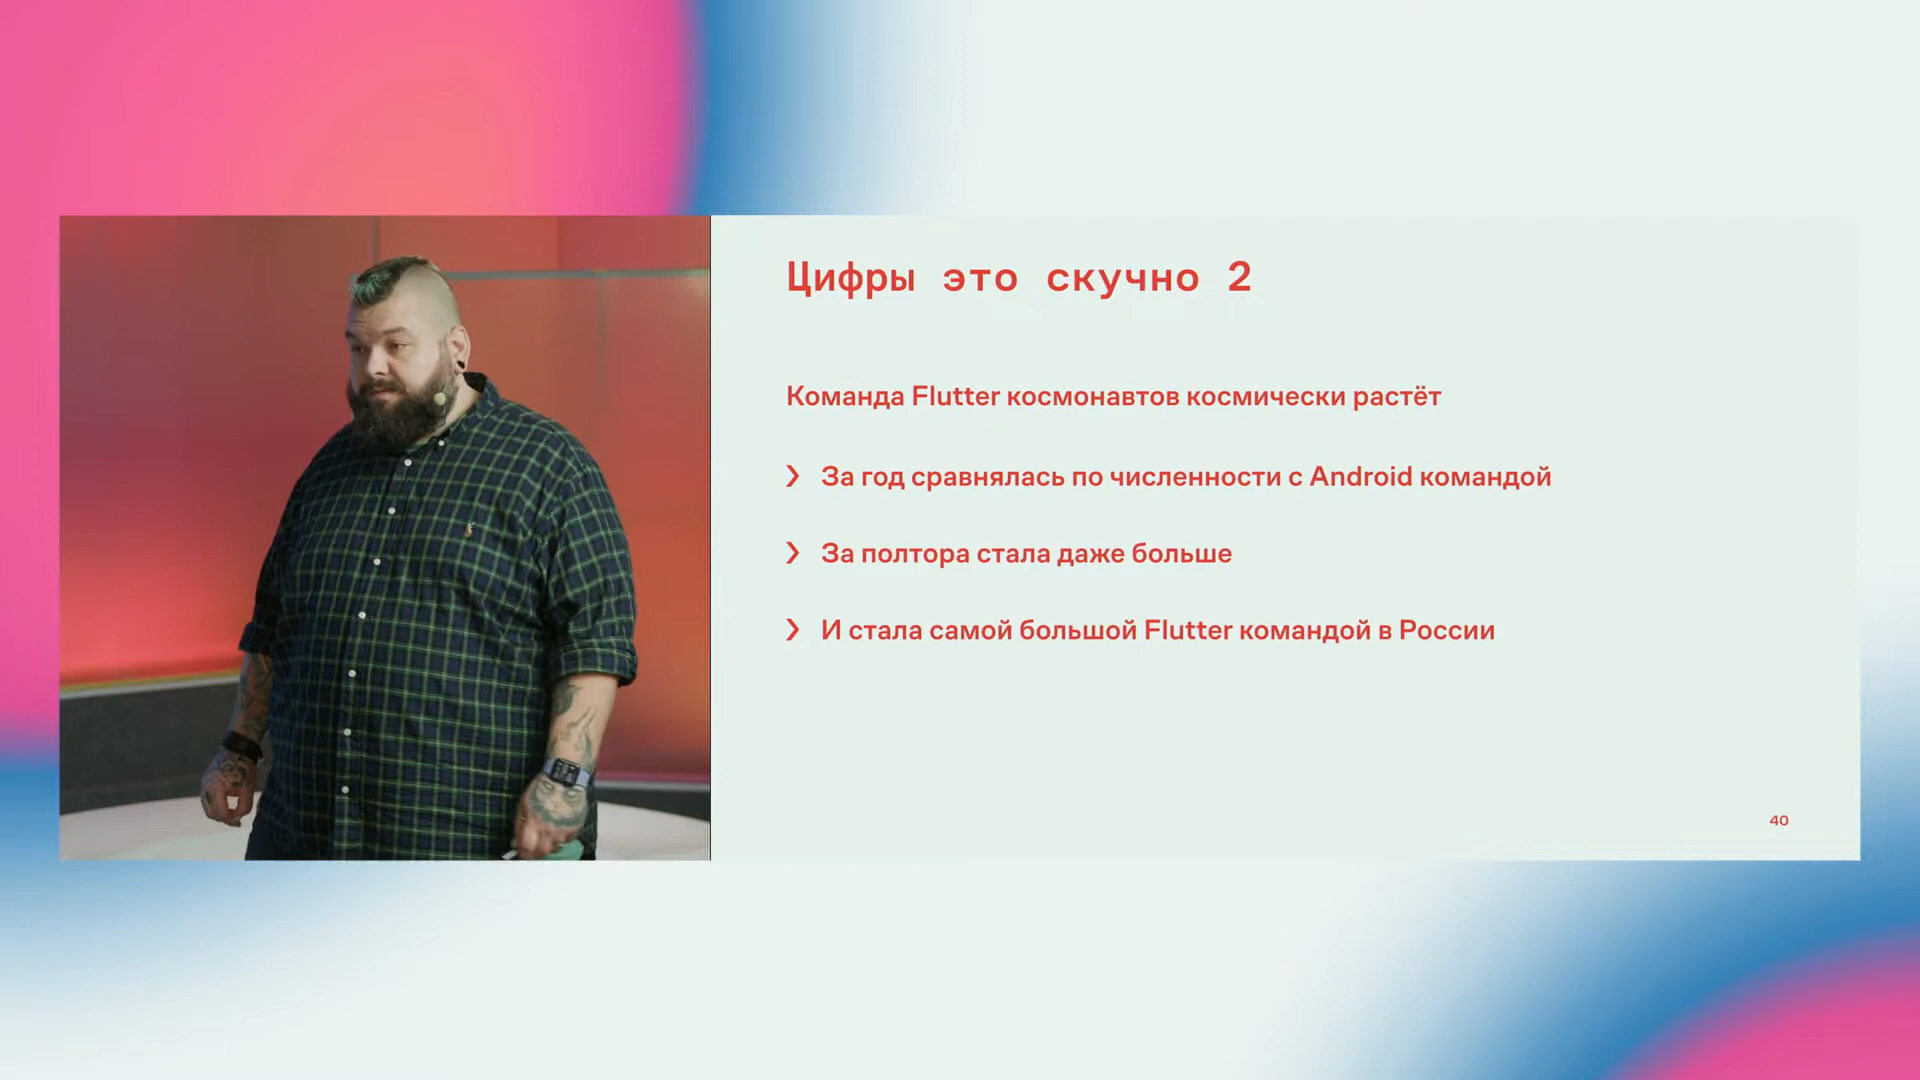 Цифры это скучно 2
Команда Flutter космонавтов космически растёт
❯ За год сравнялась по численности с Android командой
❯ За полтора стала даже больше
❯ И стала самой большой Flutter командой в России
40